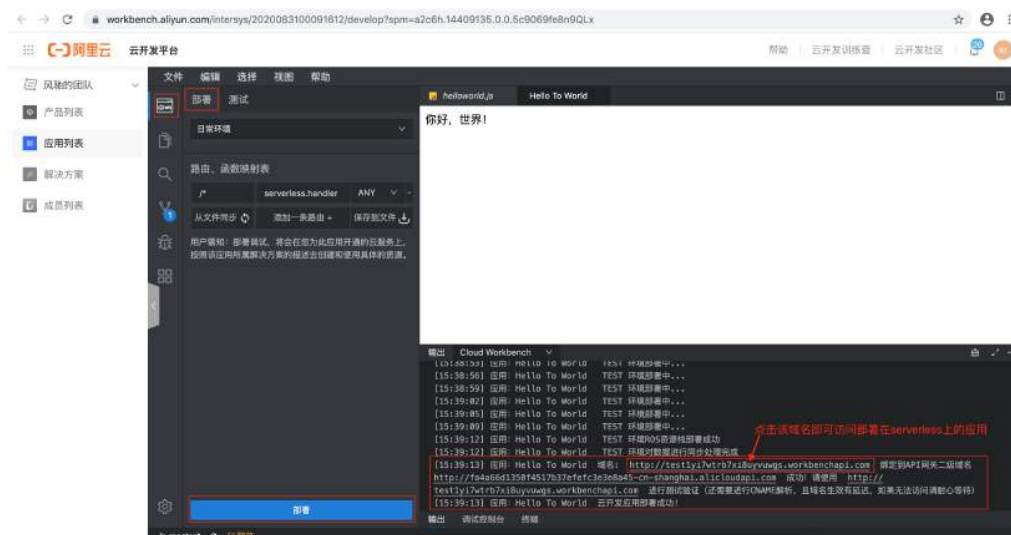 workbench.aliyun.com/intersys/2020083100091612/develop?spm=a2c6h.14409135.0.0.5c9069fe8n9QLx
阿里云 云开发平台
帮助 云开发训练营 云开发社区
风驰的团队
产品列表
应用列表
解决方案
成员列表
文件 编辑 选择 视图 帮助
部署 测试
日常环境
路由、函数映射表
/* serverless.handler ANY
从文件同步 添加一条路由 + 保存到文件
用户需知：部署调试，将会在您为此应用开通的云服务上，
按照该应用所属解决方案的描述去创建和使用具体的资源。
部署
helloworld.js Hello To World
你好，世界!
输出 Cloud Workbench
[15:38:53] 应用: Hello To World TEST 环境部署中...
[15:38:56] 应用: Hello To World TEST 环境部署中...
[15:38:59] 应用: Hello To World TEST 环境部署中...
[15:39:02] 应用: Hello To World TEST 环境部署中...
[15:39:05] 应用: Hello To World TEST 环境部署中...
[15:39:09] 应用: Hello To World TEST 环境部署中...
点击该域名即可访问部署在serverless上的应用
[15:39:12] 应用: Hello To World TEST 环境ROS资源栈部署成功
[15:39:12] 应用: Hello To World TEST 环境对数据进行同步处理完成
[15:39:13] 应用: Hello To World 域名: http://test1yi7wtrb7xi8uyvuwgs.workbenchapi.com 绑定到API网关二级域名
http://fa4a66d1358f4517b37efefc3e3e8a45-cn-shanghai.alicloudapi.com 成功! 请使用 http://
test1yi7wtrb7xi8uyvuwgs.workbenchapi.com 进行测试验证 (还需要进行CNAME解析, 且域名生效有延迟, 如果无法访问请耐心等待)
[15:39:13] 应用: Hello To World 云开发应用部署成功!
输出 调试控制台 终端